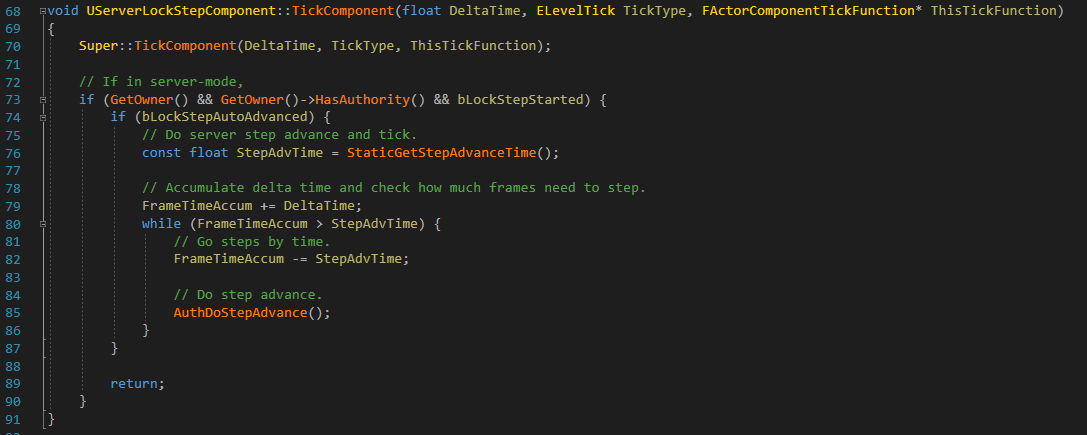 68 void UServerLockStepComponent::TickComponent(float DeltaTime, ELevelTick TickType, FActorComponentTickFunction* ThisTickFunction)
69 {
70     Super::TickComponent(DeltaTime, TickType, ThisTickFunction);
71
72     // If in server-mode,
73     if (GetOwner() && GetOwner()->HasAuthority() && bLockStepStarted) {
74         if (bLockStepAutoAdvanced) {
75             // Do server step advance and tick.
76             const float StepAdvTime = StaticGetStepAdvanceTime();
77
78             // Accumulate delta time and check how much frames need to step.
79             FrameTimeAccum += DeltaTime;
80             while (FrameTimeAccum > StepAdvTime) {
81                 // Go steps by time.
82                 FrameTimeAccum -= StepAdvTime;
83
84                 // Do step advance.
85                 AuthDoStepAdvance();
86             }
87         }
88
89         return;
90     }
91 }